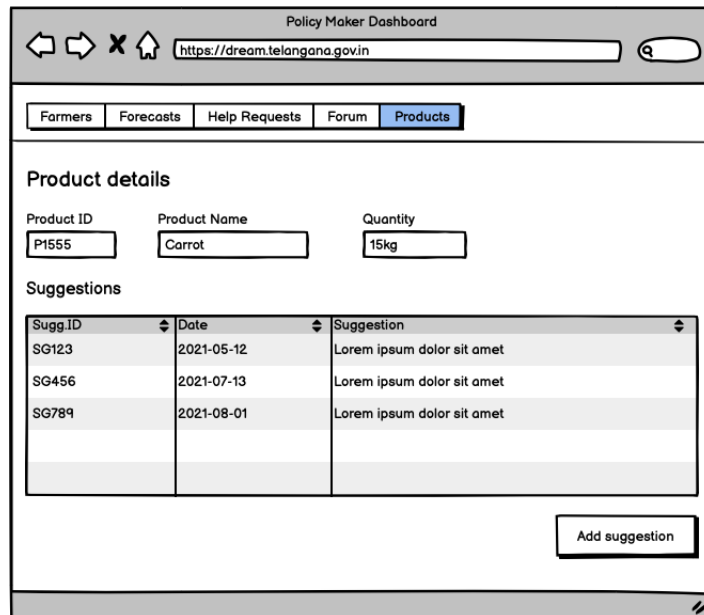 Policy Maker Dashboard
https://dream.telangana.gov.in
Farmers Forecasts Help Requests Forum Products
Product details
Product ID Product Name Quantity
P1555 Carrot 15kg
Suggestions
Sugg.ID Date Suggestion
SG123 2021-05-12 Lorem ipsum dolor sit amet
SG456 2021-07-13 Lorem ipsum dolor sit amet
SG789 2021-08-01 Lorem ipsum dolor sit amet
Add suggestion